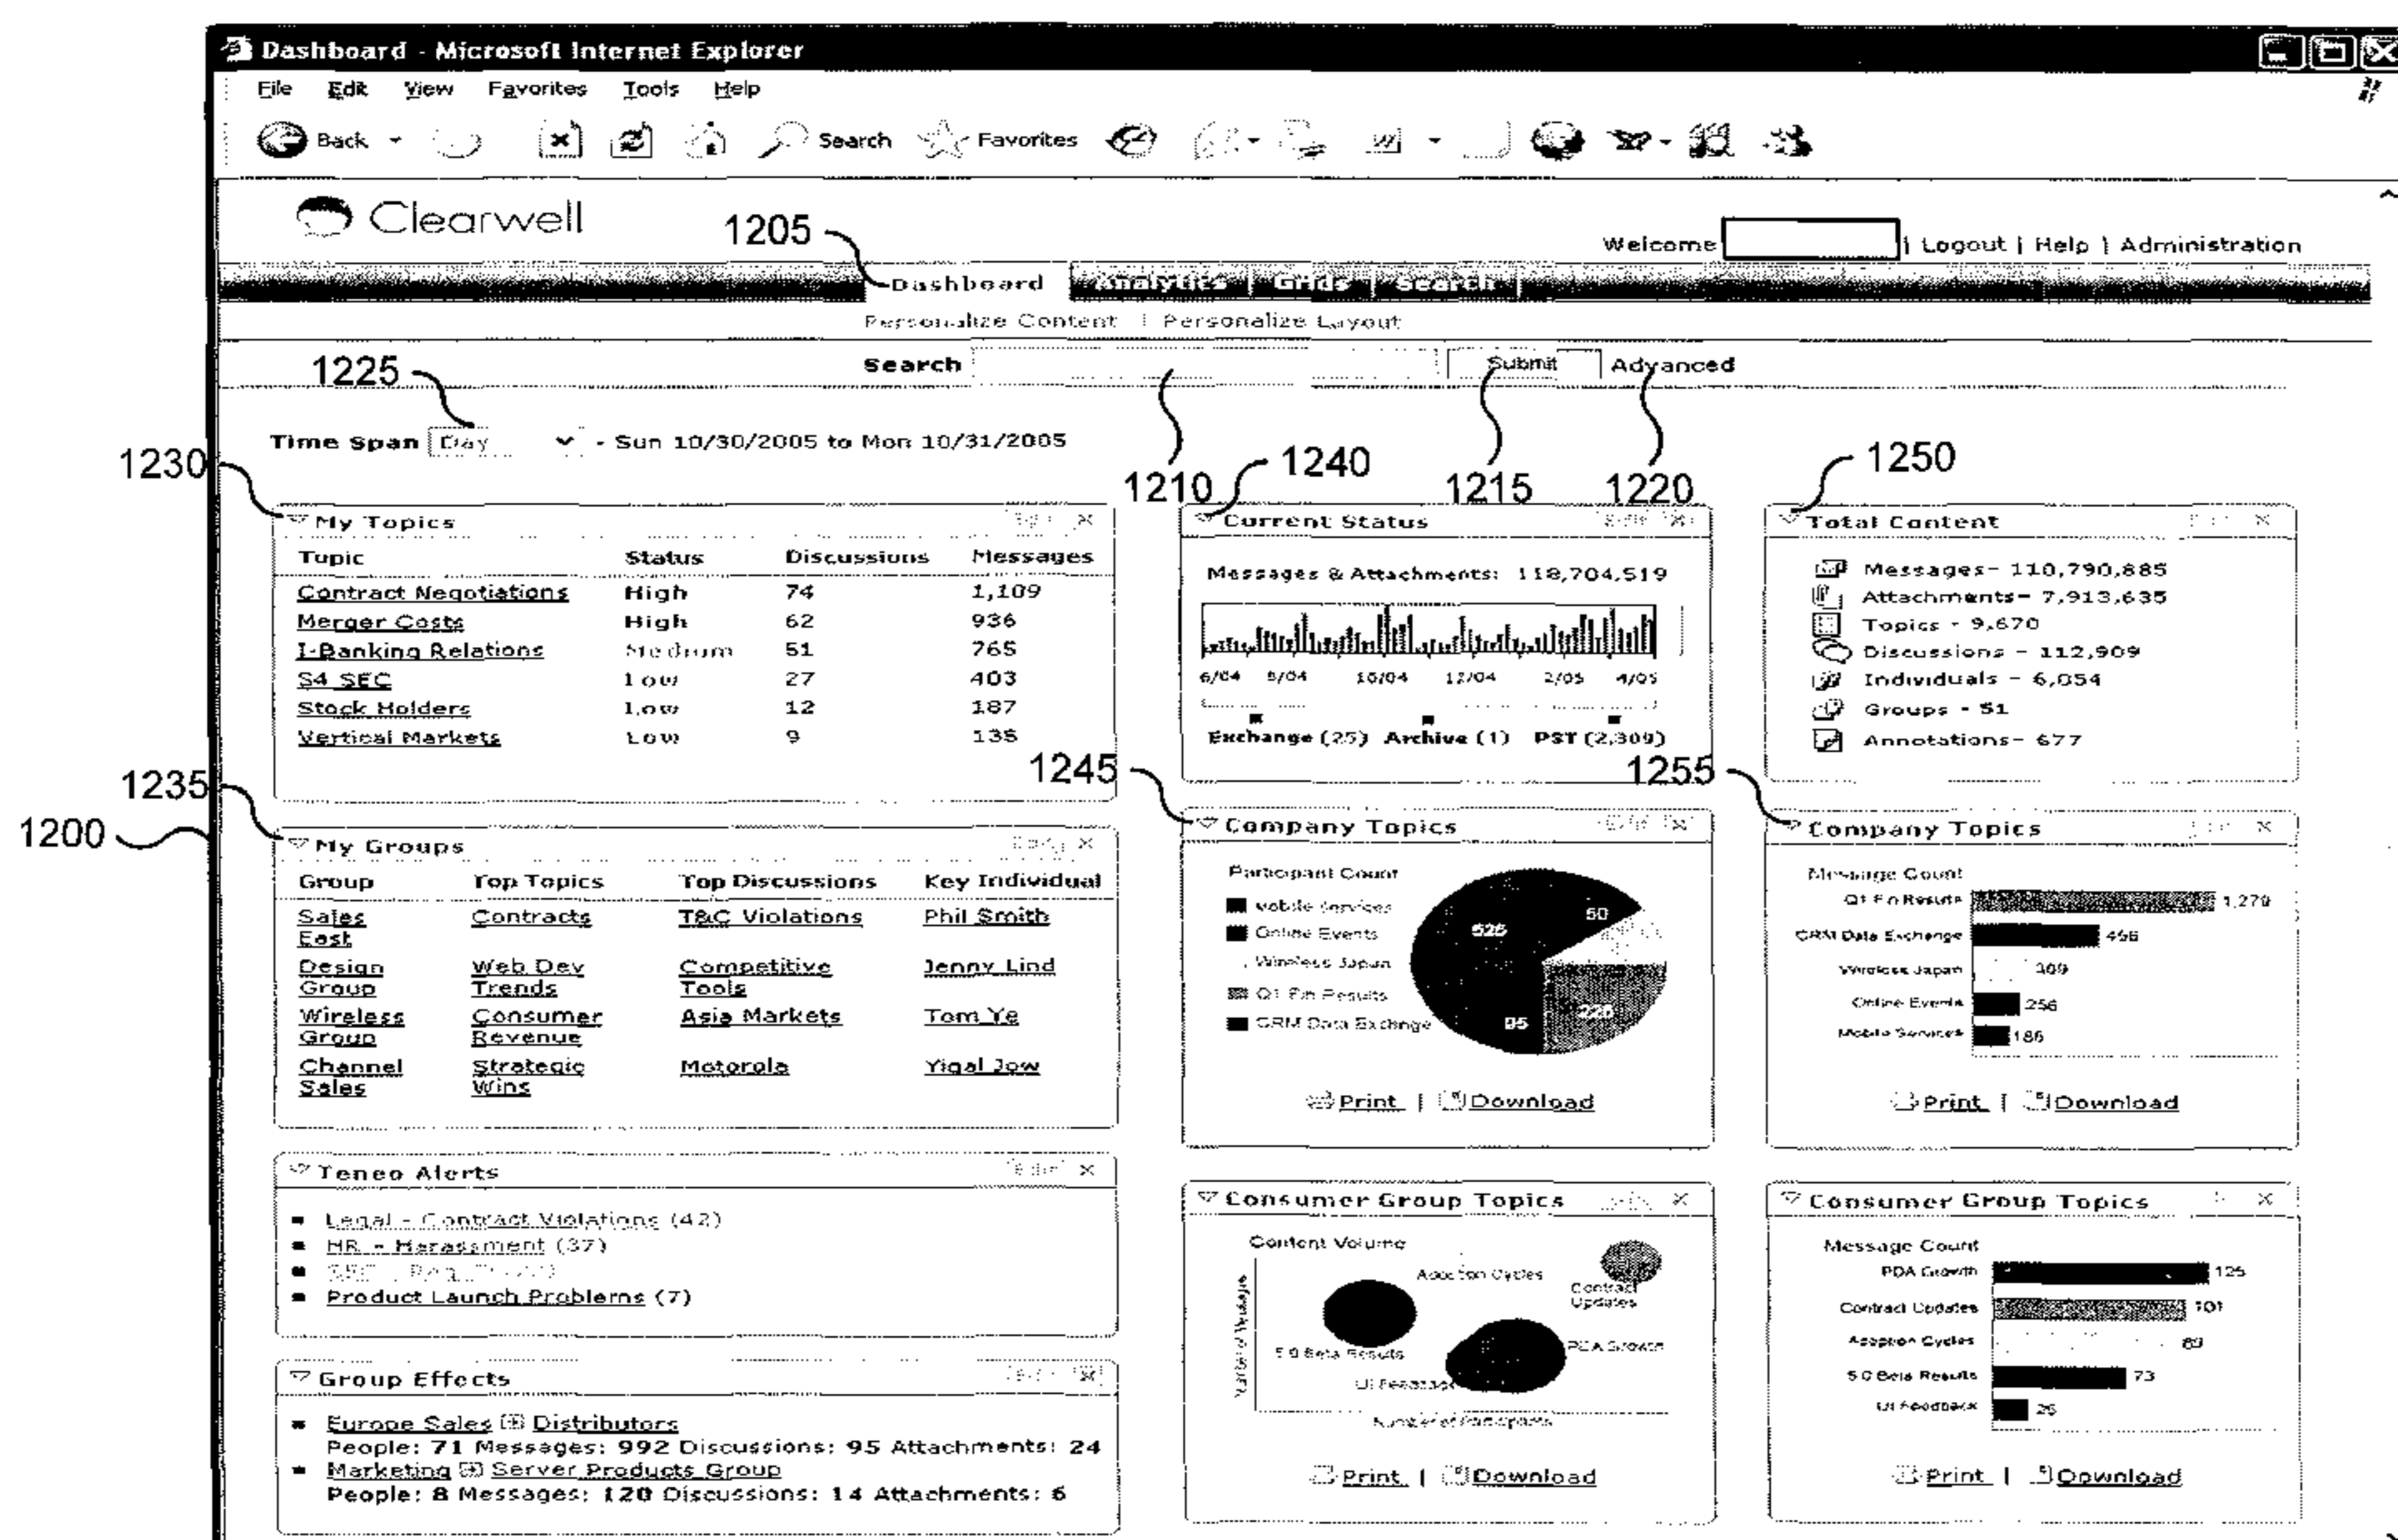 Dashboard - Microsoft Internet Explorer
File Edit View Favorites Tools Help
Back Search Favorites
Clearwell
1205
Welcome | Logout | Help | Administration
Dashboard Analytics | Grids | Search
Personalize Content | Personalize Layout
Search Submit Advanced
1225
Time Span Day - Sun 10/30/2005 to Mon 10/31/2005
1210
1215
1220
1230
My Topics
Topic Status Discussions Messages
Contract Negotiations High 74 1,109
Merger Costs High 62 936
I-Banking Relations Medium 51 765
S4 SEC Low 27 403
Stock Holders Low 12 187
Vertical Markets Low 9 135
1240
Current Status
Messages & Attachments: 118,704,519
6/04 8/04 10/04 12/04 2/05 4/05
Exchange (25) Archive (1) PST (2,309)
1250
Total Content
Messages- 110,790,885
Attachments- 7,913,635
Topics - 9,670
Discussions - 112,909
Individuals - 6,054
Groups - 51
Annotations- 677
1200
1235
My Groups
Group Top Topics Top Discussions Key Individual
Sales East Contracts T&C Violations Phil Smith
Design Group Web Dev Trends Competitive Tools Jenny Lind
Wireless Group Consumer Revenue Asia Markets Tom Ye
Channel Sales Strategic Wins Motorola Yigal Jow
1245
Company Topics
Participant Count
Mobile Services
Online Events
Wireless Japan
Q1 Fin Results
CRM Data Exchnge
525
50
95
226
Print | Download
1255
Company Topics
Message Count
Q1 Fin Results 1,279
CRM Data Exchange 456
Wireless Japan 309
Online Events 256
Mobile Services 186
Print | Download
Teneo Alerts
Legal - Contract Violations (42)
HR - Harassment (37)
Product Launch Problems (7)
Consumer Group Topics
Content Volume
Adoption Cycles
Contract Updates
5.0 Beta Results
PDA Growth
UI Feedback
Number of Message
Number of Participants
Print | Download
Consumer Group Topics
Message Count
PDA Growth 125
Contract Updates 101
Adoption Cycles 89
5.0 Beta Results 73
UI Feedback 26
Print | Download
Group Effects
Europe Sales Distributors
People: 71 Messages: 992 Discussions: 95 Attachments: 24
Marketing Server Products Group
People: 8 Messages: 120 Discussions: 14 Attachments: 6